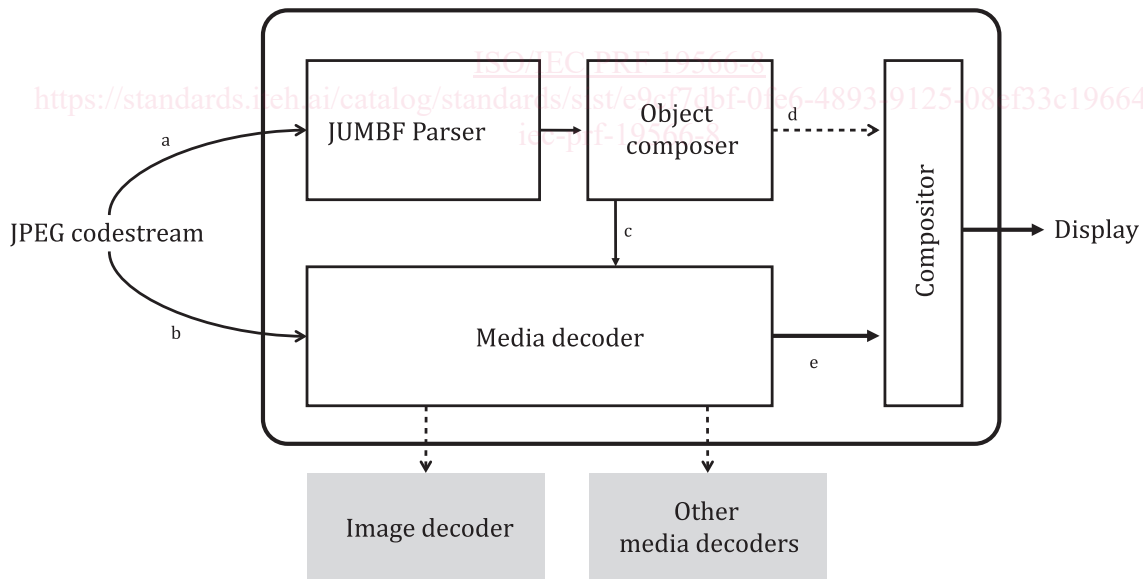 ISO/IEC PRF 19566-8
https://standards.iteh.ai/catalog/standards/sist/e9cf7dbf-0fe6-4893-9125-08ef33c19664
iec-prf-19566-8
JUMBF Parser
Object
composer
a
d
JPEG codestream
c
Compositor
Display
b
Media decoder
e
Image decoder
Other
media decoders